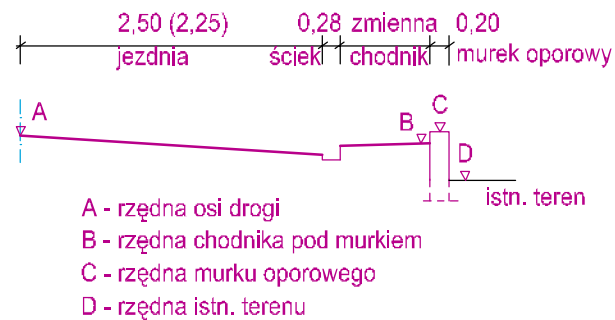 2,50 (2,25) 0,28 zmienna 0,20
jezdnia ściek chodnik murek oporowy
A
B
C
D
istn. teren
A - rzędna osi drogi
B - rzędna chodnika pod murkiem
C - rzędna murku oporowego
D - rzędna istn. terenu